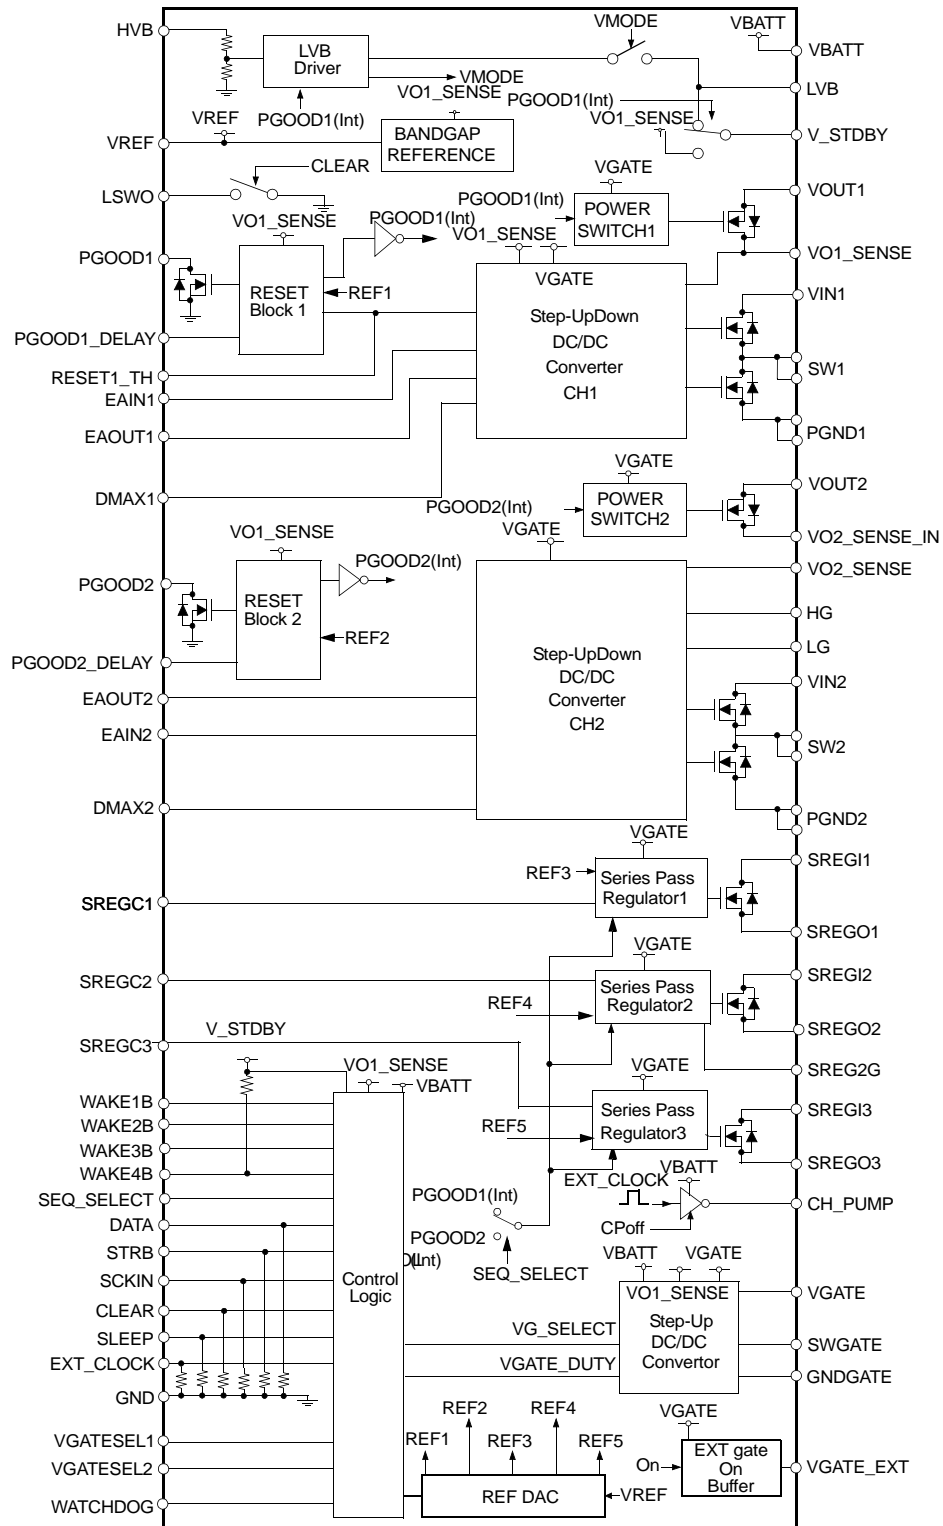 HVB
LVB
Driver
VMODE
VBATT
VBATT
VMODE
LVB
VO1_SENSE
PGOOD1(Int)
PGOOD1(Int)
VREF
VO1_SENSE
VREF
BANDGAP
REFERENCE
V_STDBY
CLEAR
LSWO
VGATE
VOUT1
PGOOD1(Int)
POWER
SWITCH1
VO1_SENSE
PGOOD1(Int)
VO1_SENSE
VO1_SENSE
PGOOD1
VGATE
RESET
Block 1
REF1
VIN1
Step-UpDown
DC/DC
Converter
CH1
PGOOD1_DELAY
SW1
RESET1_TH
EAIN1
EAOUT1
PGND1
VGATE
VOUT2
DMAX1
POWER
SWITCH2
PGOOD2(Int)
VGATE
VO2_SENSE_IN
VO1_SENSE
PGOOD2(Int)
VO2_SENSE
PGOOD2
RESET
Block 2
HG
REF2
LG
PGOOD2_DELAY
Step-UpDown
DC/DC
Converter
CH2
VIN2
EAOUT2
EAIN2
SW2
DMAX2
PGND2
VGATE
SREGI1
REF3
Series Pass
Regulator1
SREGC1
SREGO1
VGATE
SREGC2
Series Pass
Regulator2
SREGI2
REF4
SREGO2
V_STDBY
SREGC3
VO1_SENSE
VBATT
VGATE
SREG2G
WAKE1B
Series Pass
Regulator3
SREGI3
WAKE2B
REF5
WAKE3B
SREGO3
WAKE4B
EXT_CLOCK
VBATT
SEQ_SELECT
PGOOD1(Int)
CH_PUMP
DATA
CPoff
PGOOD2
(Int)
STRB
SEQ_SELECT
VBATT
VGATE
SCKIN
Control
Logic
VO1_SENSE
VGATE
Step-Up
DC/DC
Convertor
CLEAR
VG_SELECT
SLEEP
SWGATE
EXT_CLOCK
VGATE_DUTY
GNDGATE
GND
REF2
REF4
VGATE
VGATESEL1
REF1
REF3
REF5
EXT gate
On
Buffer
On
VGATE_EXT
VGATESEL2
REF DAC
VREF
WATCHDOG